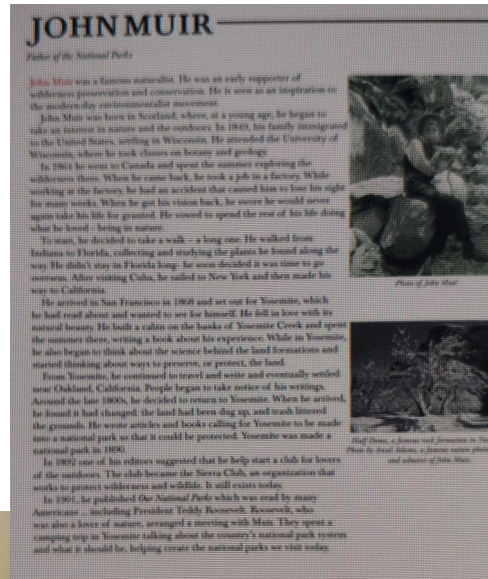 JOHN MUIR
Father of the National Parks
John Muir was a famous naturalist. He was an early supporter of
wilderness preservation and conservation. He is seen as an inspiration to
the modern-day environmentalist movement.
John Muir was born in Scotland, where, at a young age, he began to
take an interest in nature and the outdoors. In 1849, his family immigrated
to the United States, settling in Wisconsin. He attended the University of
Wisconsin, where he took classes on botany and geology.
In 1864 he went to Canada and spent the summer exploring the
wilderness there. When he came back, he took a job in a factory. While
working at the factory, he had an accident that caused him to lose his sight
for many weeks. When he got his vision back, he swore he would never
again take his life for granted. He vowed to spend the rest of his life doing
what he loved – being in nature.
To start, he decided to take a walk – a long one. He walked from
Indiana to Florida, collecting and studying the plants he found along the
way. He didn't stay in Florida long- he soon decided it was time to go
overseas. After visiting Cuba, he sailed to New York and then made his
way to California.
He arrived in San Francisco in 1868 and set out for Yosemite, which
he had read about and wanted to see for himself. He fell in love with its
natural beauty. He built a cabin on the banks of Yosemite Creek and spent
the summer there, writing a book about his experience. While in Yosemite,
he also began to think about the science behind the land formations and
started thinking about ways to preserve, or protect, the land.
From Yosemite, he continued to travel and write and eventually settled
near Oakland, California. People began to take notice of his writings.
Around the late 1800s, he decided to return to Yosemite. When he arrived,
he found it had changed: the land had been dug up, and trash littered
the grounds. He wrote articles and books calling for Yosemite to be made
into a national park so that it could be protected. Yosemite was made a
national park in 1890.
In 1892 one of his editors suggested that he help start a club for lovers
of the outdoors. The club became the Sierra Club, an organization that
works to protect wilderness and wildlife. It still exists today.
In 1901, he published Our National Parks which was read by many
Americans ... including President Teddy Roosevelt. Roosevelt, who
was also a lover of nature, arranged a meeting with Muir. They spent a
camping trip in Yosemite talking about the country's national park system
and what it should be, helping create the national parks we visit today.
Photo of John Muir
Half Dome, a famous rock formation in
Photo by Ansel Adams, a famous nature
and admirer of John Muir.